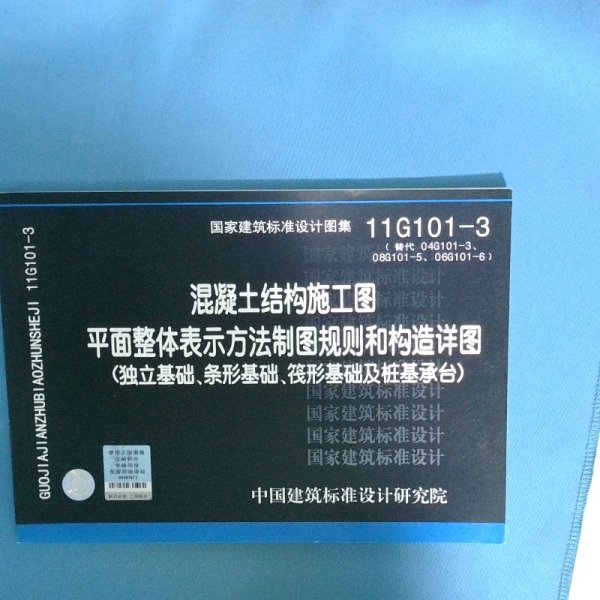 国家建筑标准设计图集 11G101-3
(替代 04G101-3、
08G101-5、06G101-6)
混凝土结构施工图
平面整体表示方法制图规则和构造详图
(独立基础、条形基础、筏形基础及桩基承台)
国家建筑标准设计
国家建筑标准设计
国家建筑标准设计
国家建筑标准设计
中国建筑标准设计研究院
GUOJIAJIANZHUBIAOZHUNSHEJI 11G101-3